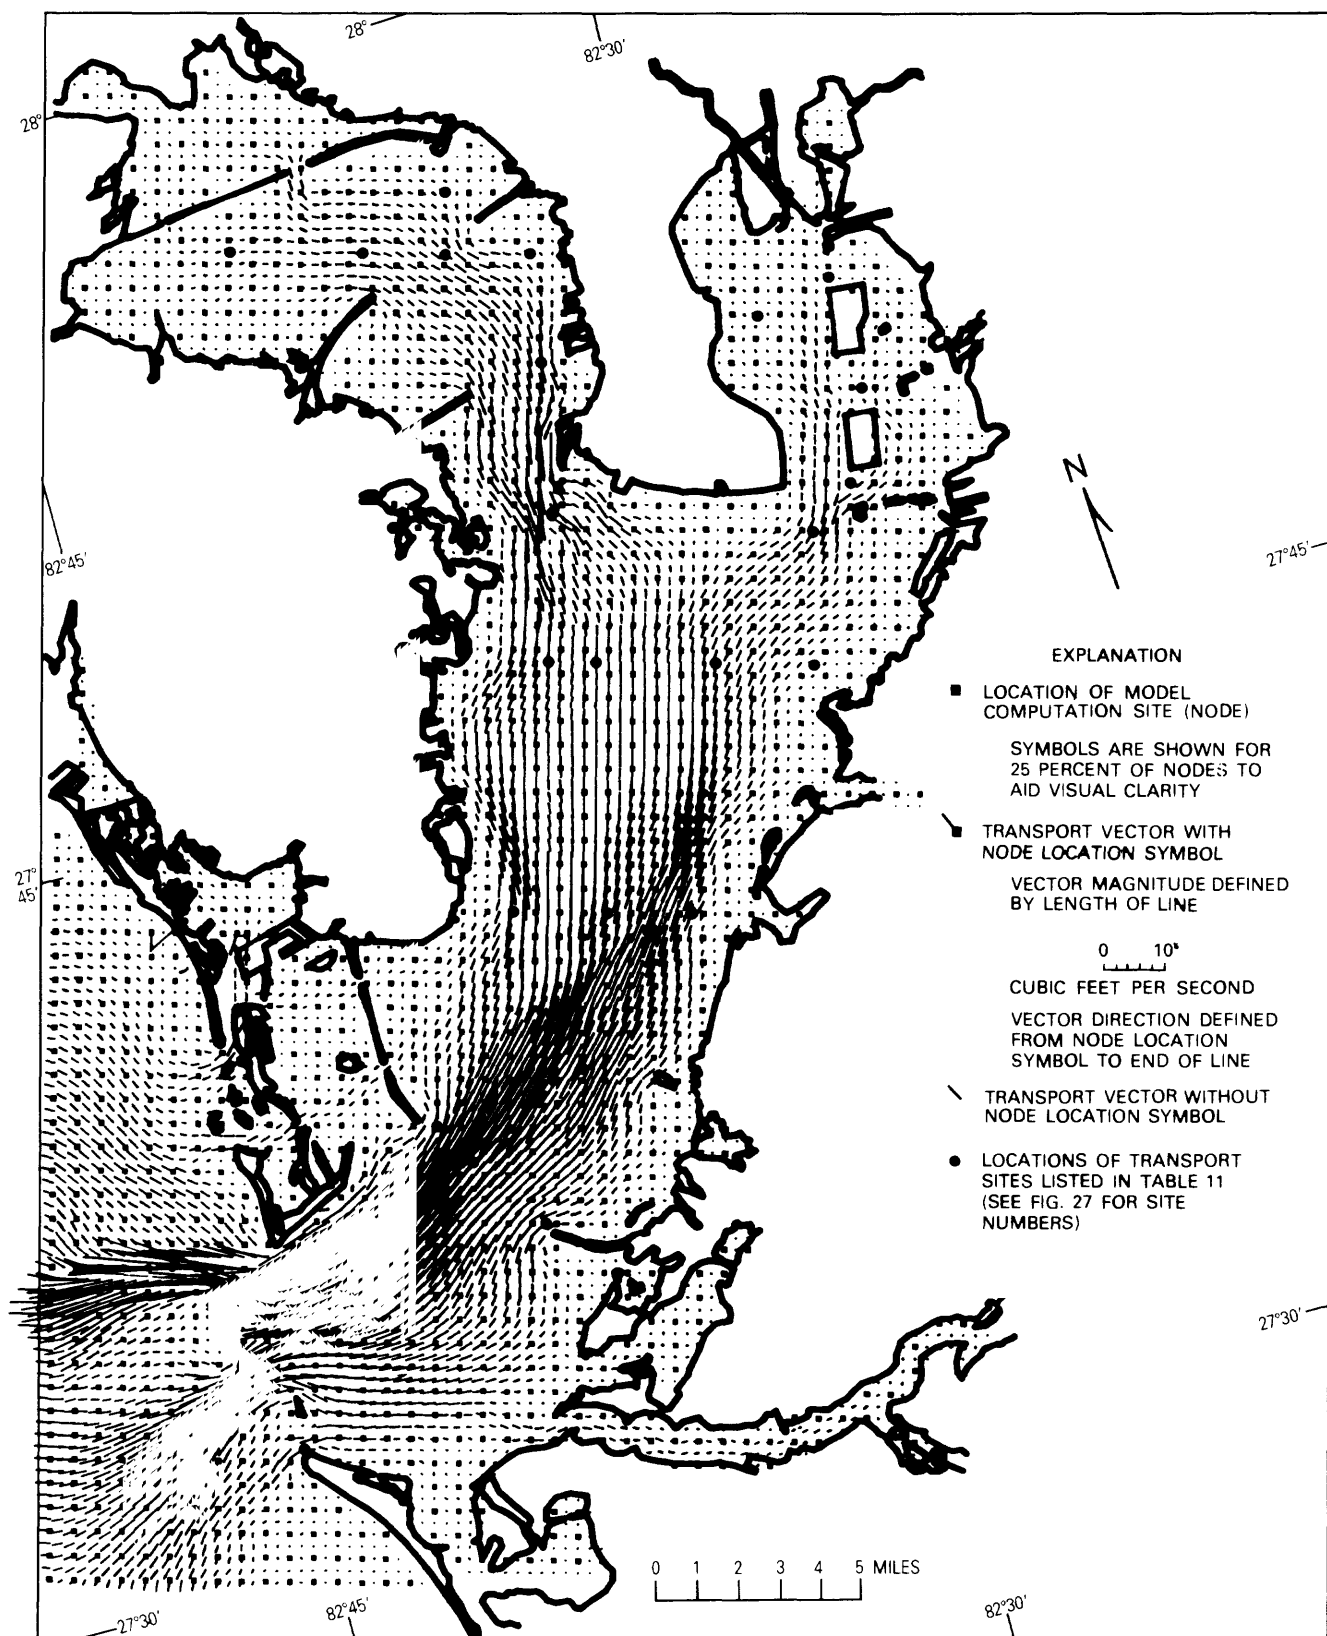 28°
82°30'
28°
82°45'
27°45'
27°
45'
EXPLANATION
LOCATION OF MODEL
COMPUTATION SITE (NODE)
SYMBOLS ARE SHOWN FOR
25 PERCENT OF NODES TO
AID VISUAL CLARITY
TRANSPORT VECTOR WITH
NODE LOCATION SYMBOL
VECTOR MAGNITUDE DEFINED
BY LENGTH OF LINE
0 10⁵
CUBIC FEET PER SECOND
VECTOR DIRECTION DEFINED
FROM NODE LOCATION
SYMBOL TO END OF LINE
TRANSPORT VECTOR WITHOUT
NODE LOCATION SYMBOL
LOCATIONS OF TRANSPORT
SITES LISTED IN TABLE 11
(SEE FIG. 27 FOR SITE
NUMBERS)
N
27°30'
0 1 2 3 4 5 MILES
27°30'
82°45'
82°30'